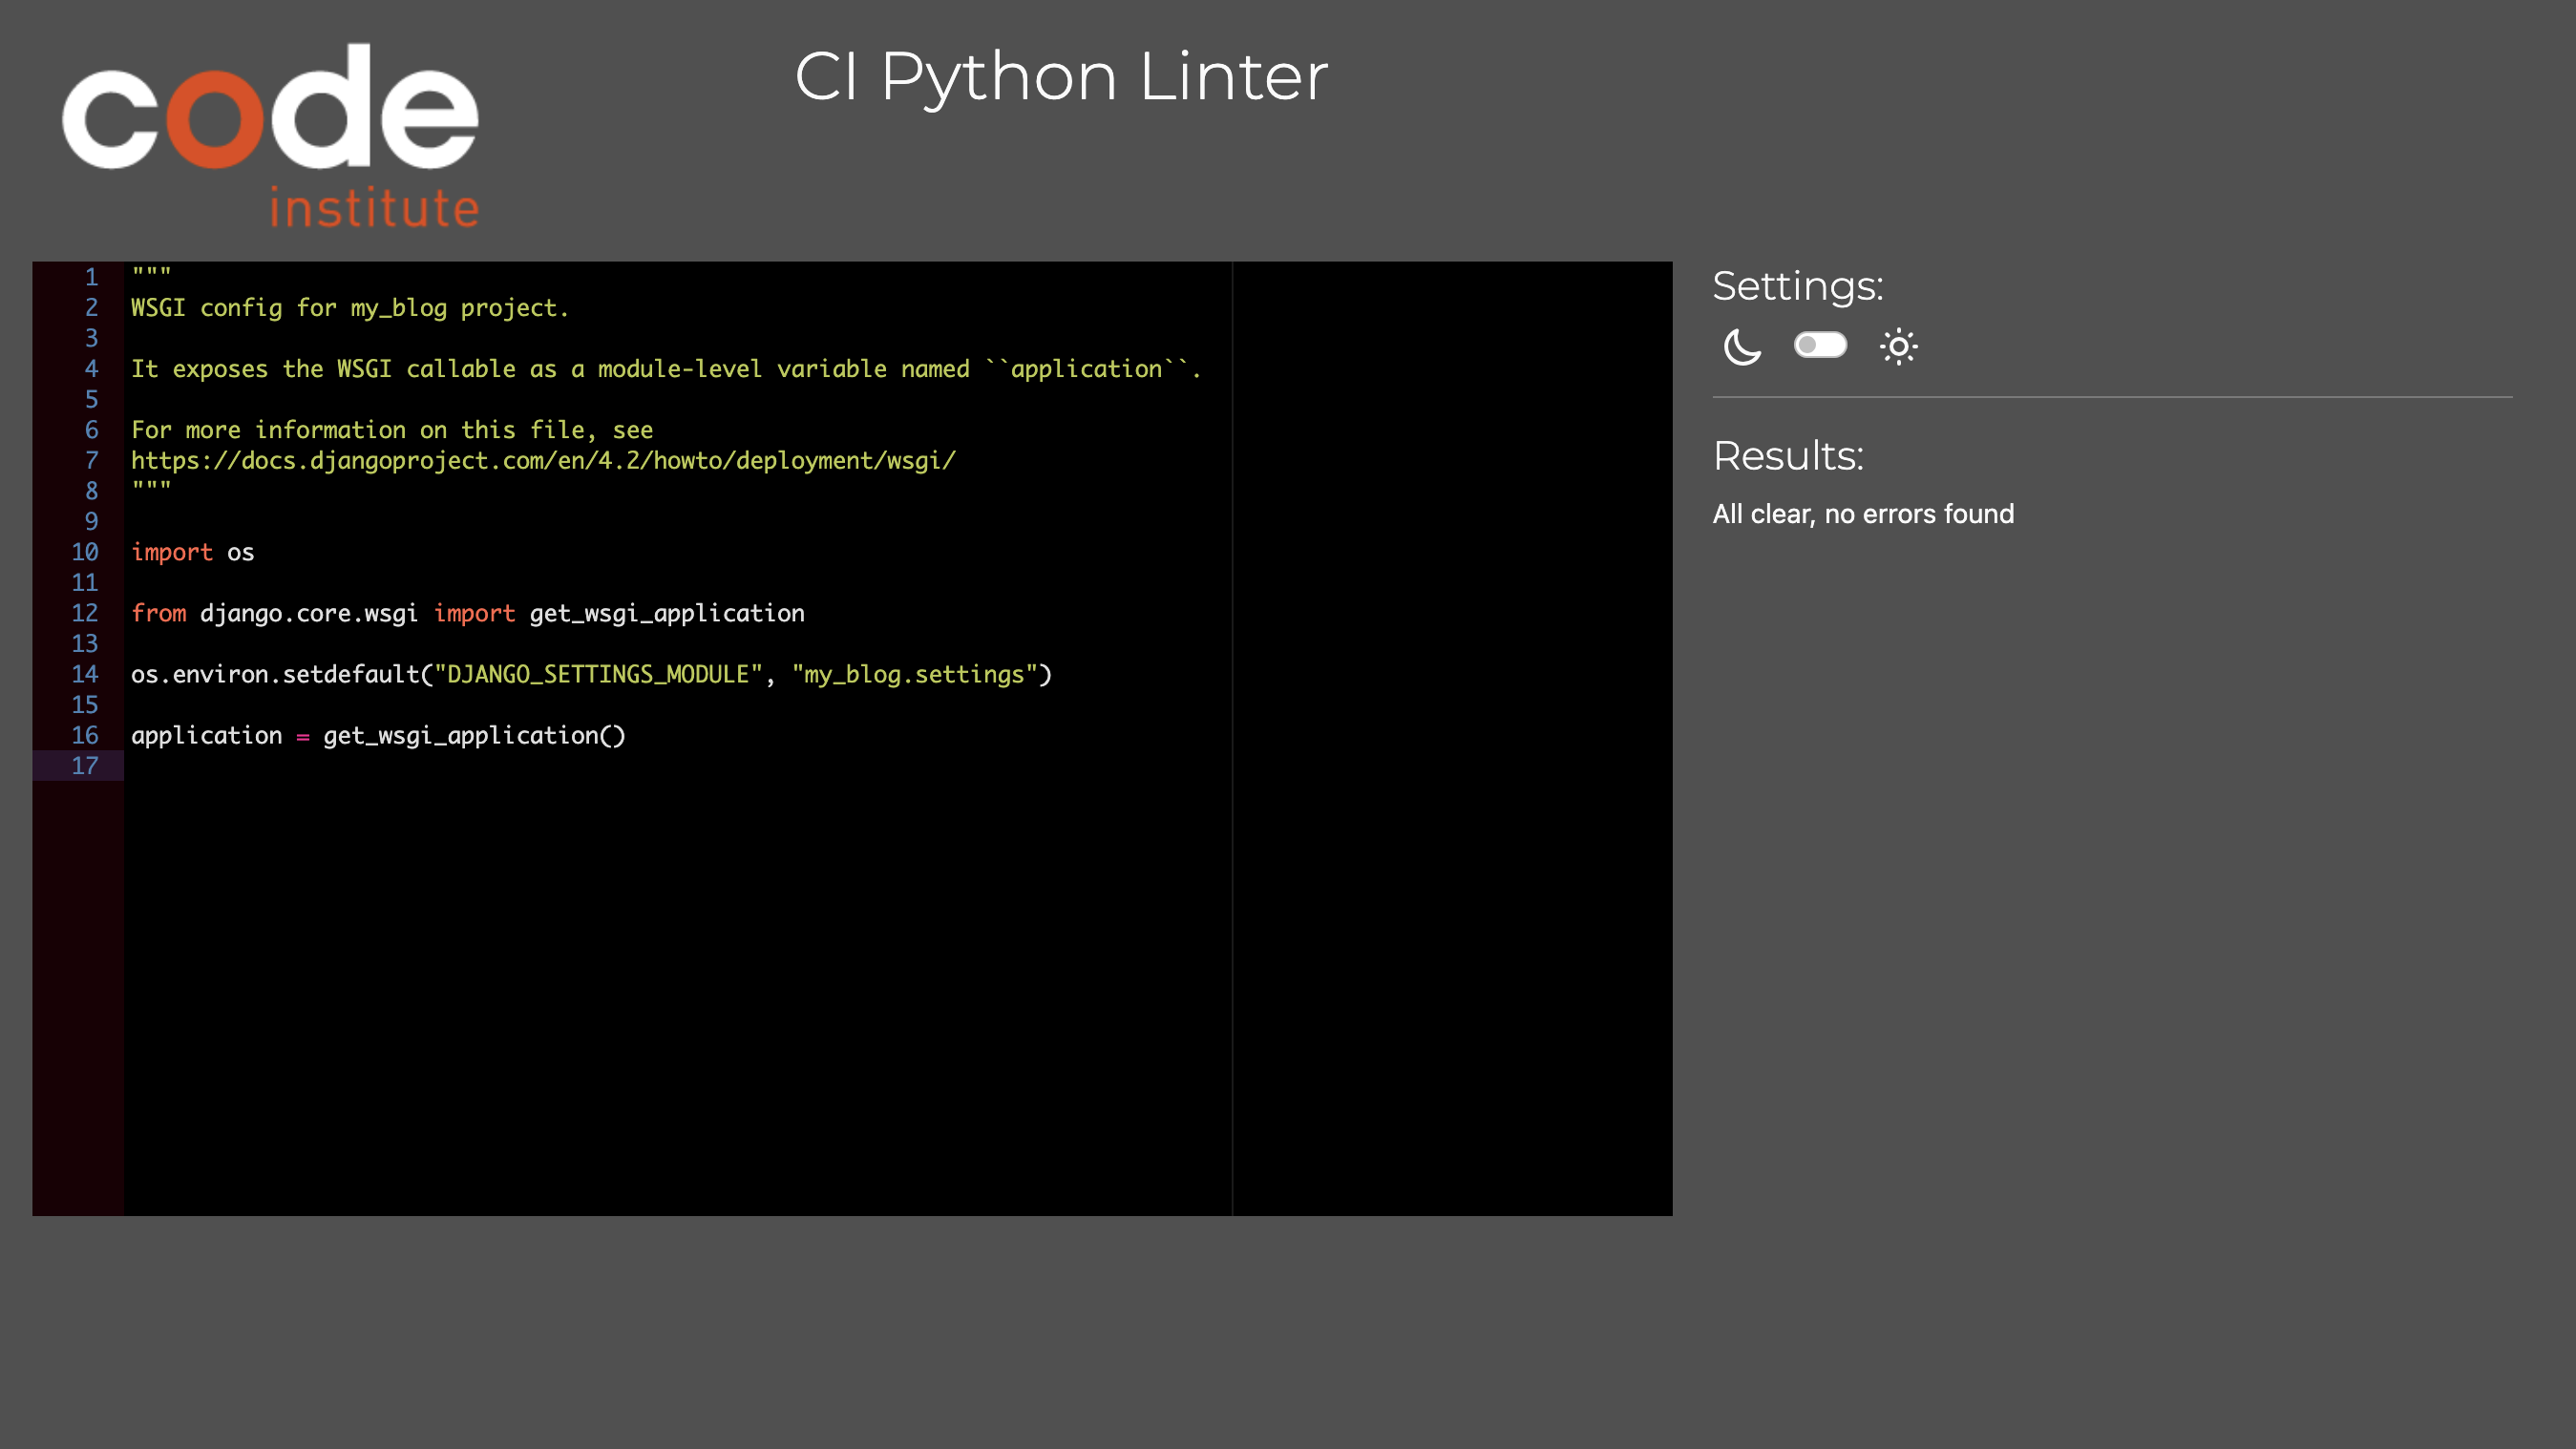 code
institute
CI Python Linter
1 """
2 WSGI config for my_blog project.
3
4 It exposes the WSGI callable as a module-level variable named ``application``.
5
6 For more information on this file, see
7 https://docs.djangoproject.com/en/4.2/howto/deployment/wsgi/
8 """
9
10 import os
11
12 from django.core.wsgi import get_wsgi_application
13
14 os.environ.setdefault("DJANGO_SETTINGS_MODULE", "my_blog.settings")
15
16 application = get_wsgi_application()
17
Settings:
Results:
All clear, no errors found